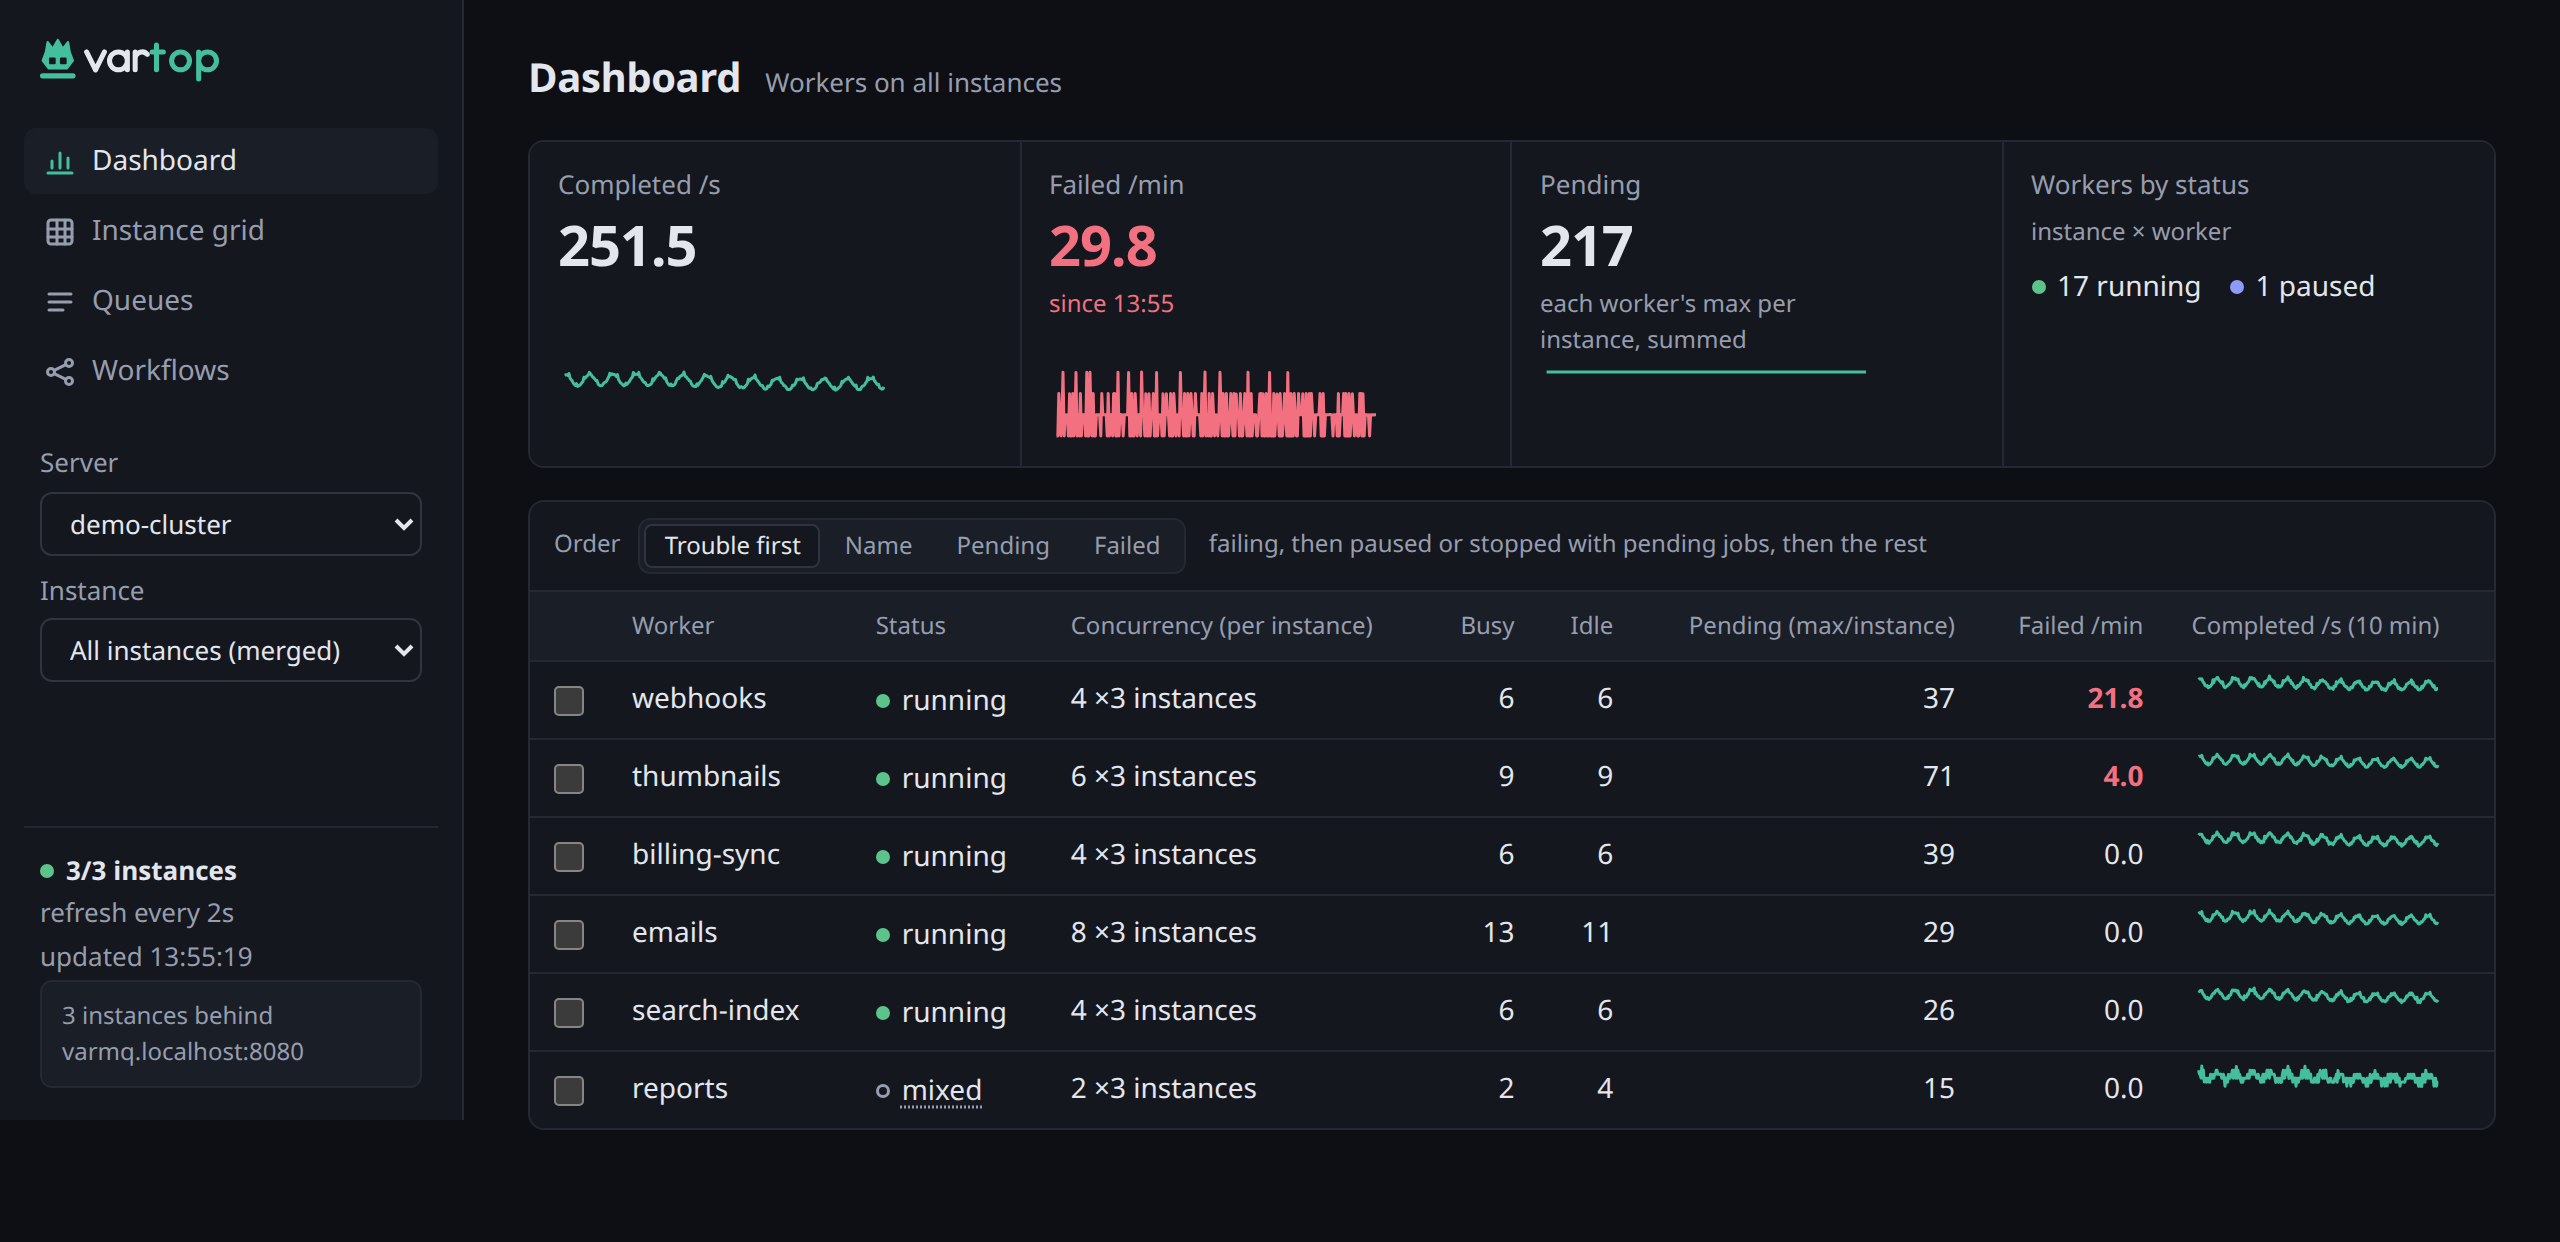 vartop
Dashboard
Instance grid
Queues
Workflows
Server
demo-cluster
Instance
All instances (merged)
3/3 instances
refresh every 2s
updated 13:55:19
3 instances behind
varmq.localhost:8080
Dashboard Workers on all instances
Completed /s
251.5
Failed /min
29.8
since 13:55
Pending
217
each worker's max per
instance, summed
Workers by status
instance × worker
17 running 1 paused
Order Trouble first Name Pending Failed failing, then paused or stopped with pending jobs, then the rest
Worker Status Concurrency (per instance) Busy Idle Pending (max/instance) Failed /min Completed /s (10 min)
webhooks running 4 ×3 instances 6 6 37 21.8
thumbnails running 6 ×3 instances 9 9 71 4.0
billing-sync running 4 ×3 instances 6 6 39 0.0
emails running 8 ×3 instances 13 11 29 0.0
search-index running 4 ×3 instances 6 6 26 0.0
reports mixed 2 ×3 instances 2 4 15 0.0